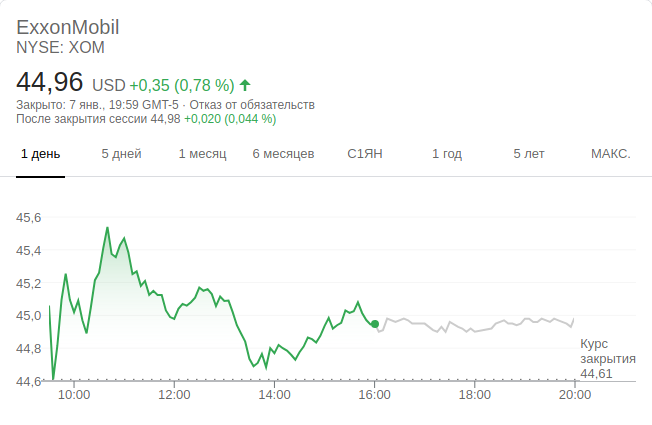 ExxonMobil
NYSE: XOM
44,96 USD +0,35 (0,78 %)
Закрыто: 7 янв., 19:59 GMT-5 · Отказ от обязательств
После закрытия сессии 44,98 +0,020 (0,044 %)
1 день 5 дней 1 месяц 6 месяцев С1ЯН 1 год 5 лет МАКС.
45,6
45,4
45,2
45,0
44,8
Курс
закрытия
44,61
44,6
10:00 12:00 14:00 16:00 18:00 20:00